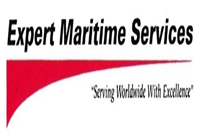 Expert Maritime Services
"Serving Worldwide With Excellence"